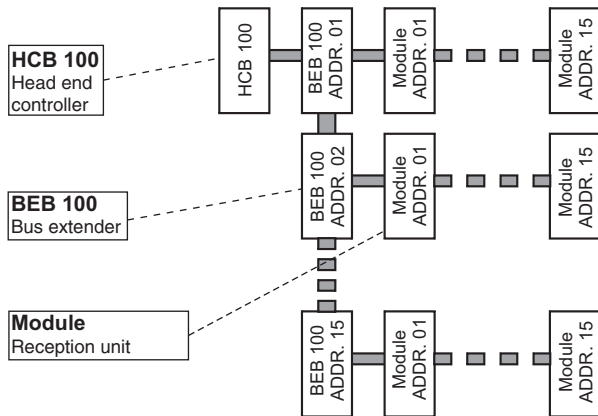 HCB 100
Head end
controller
HCB 100
BEB 100
ADDR. 01
Module
ADDR. 01
Module
ADDR. 15
BEB 100
Bus extender
BEB 100
ADDR. 02
Module
ADDR. 01
Module
ADDR. 15
Module
Reception unit
BEB 100
ADDR. 15
Module
ADDR. 01
Module
ADDR. 15